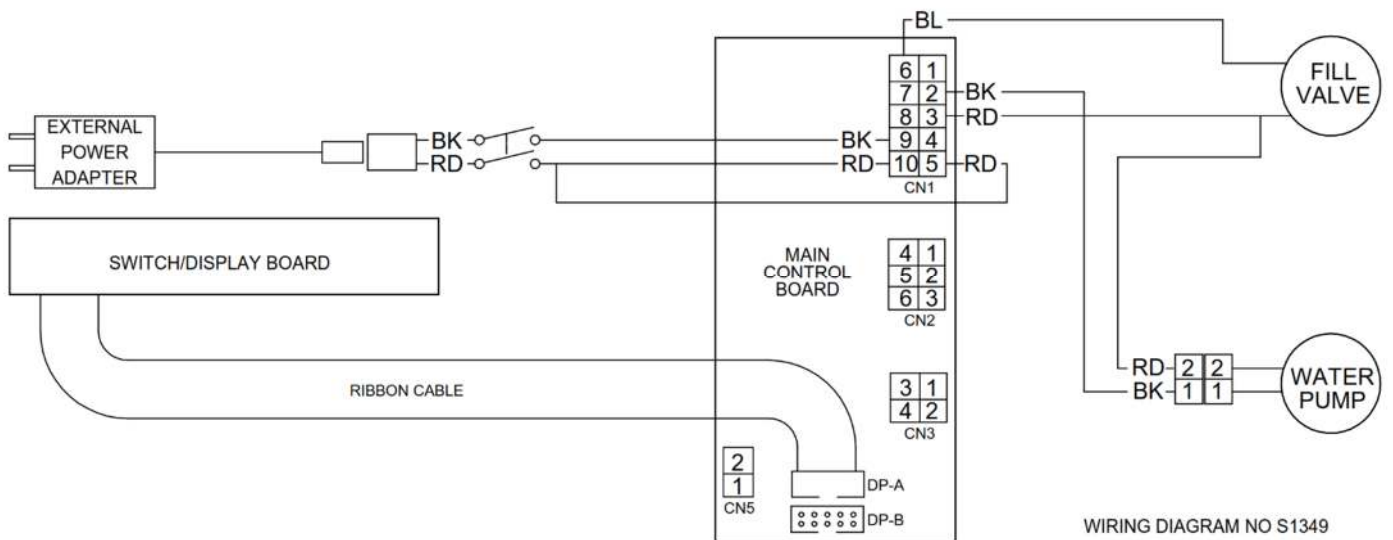 BL
6 1
7 2 BK
8 3 RD
BK BK 9 4
RD RD 10 5 RD
CN1
EXTERNAL
POWER
ADAPTER
FILL
VALVE
SWITCH/DISPLAY BOARD
MAIN
CONTROL
BOARD
4 1
5 2
6 3
CN2
RIBBON CABLE
3 1
4 2
CN3
RD 2 2
BK 1 1
WATER
PUMP
2
1
CN5
DP-A
DP-B
WIRING DIAGRAM NO S1349